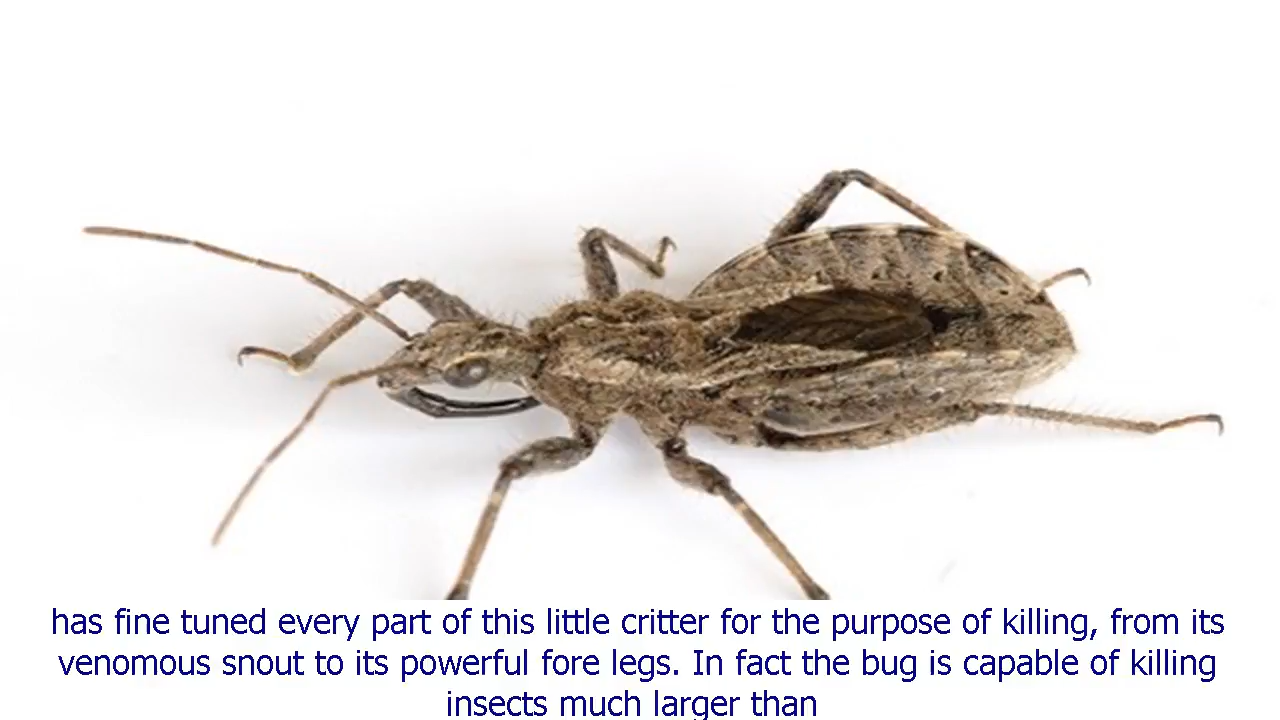 has fine tuned every part of this little critter for the purpose of killing, from its
venomous snout to its powerful fore legs. In fact the bug is capable of killing
insects much larger than